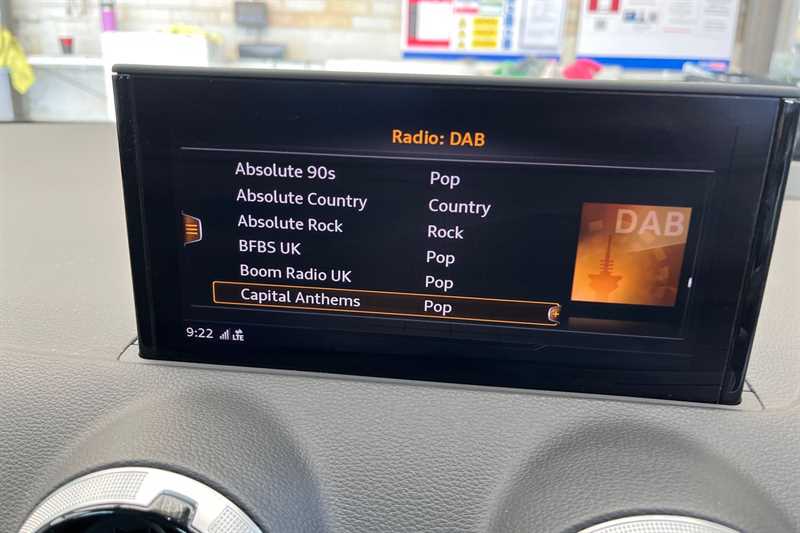 Radio: DAB
Absolute 90s Pop
Absolute Country Country
Absolute Rock Rock
BFBS UK Pop
Boom Radio UK Pop
Capital Anthems Pop
DAB
9:22 LTE